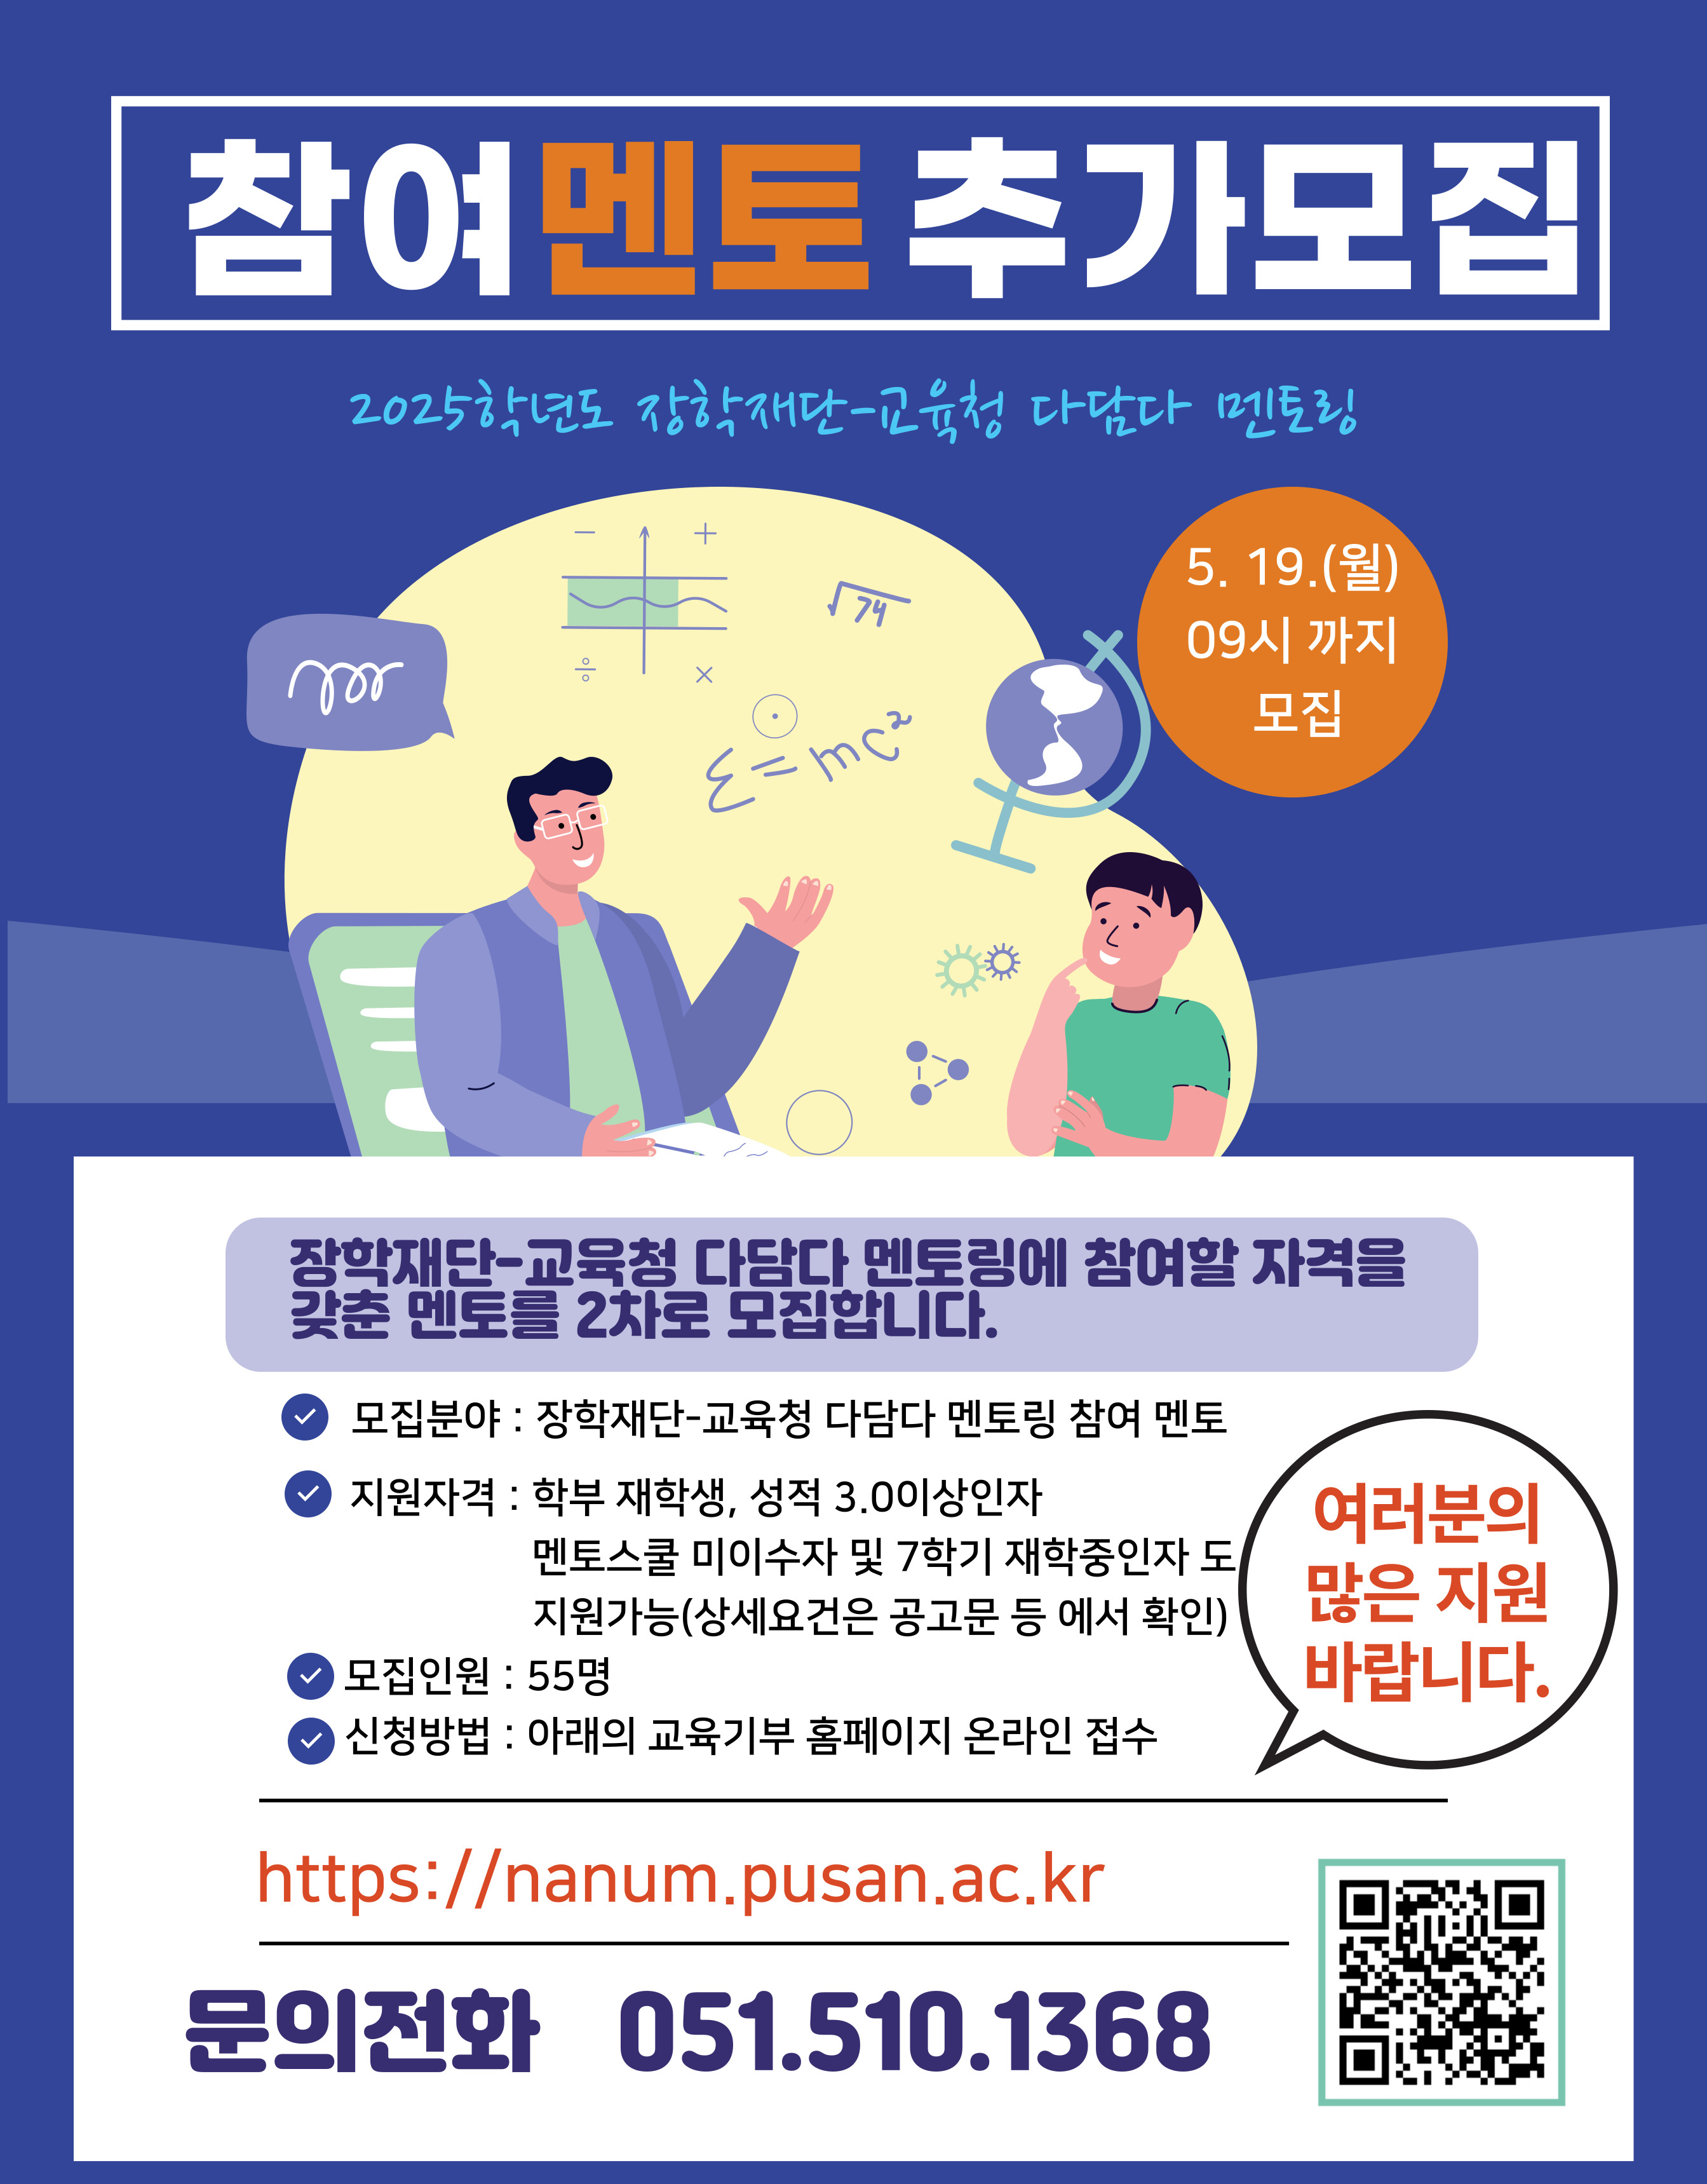 참여멘토 추가모집
2025학년도 장학재단-교육청 다담다 멘토링
5. 19.(월)
09시 까지
모집
− +
√74
÷ ×
E=mc²
장학재단-교육청 다담다 멘토링에 참여할 자격을
갖춘 멘토를 2차로 모집합니다.
모집분야 : 장학재단-교육청 다담다 멘토링 참여 멘토
지원자격 : 학부 재학생, 성적 3.0이상인자
멘토스쿨 미이수자 및 7학기 재학중인자 도
지원가능(상세요건은 공고문 등 에서 확인)
모집인원 : 55명
신청방법 : 아래의 교육기부 홈페이지 온라인 접수
여러분의
많은 지원
바랍니다.
https://nanum.pusan.ac.kr
문의전화 051.510.1368